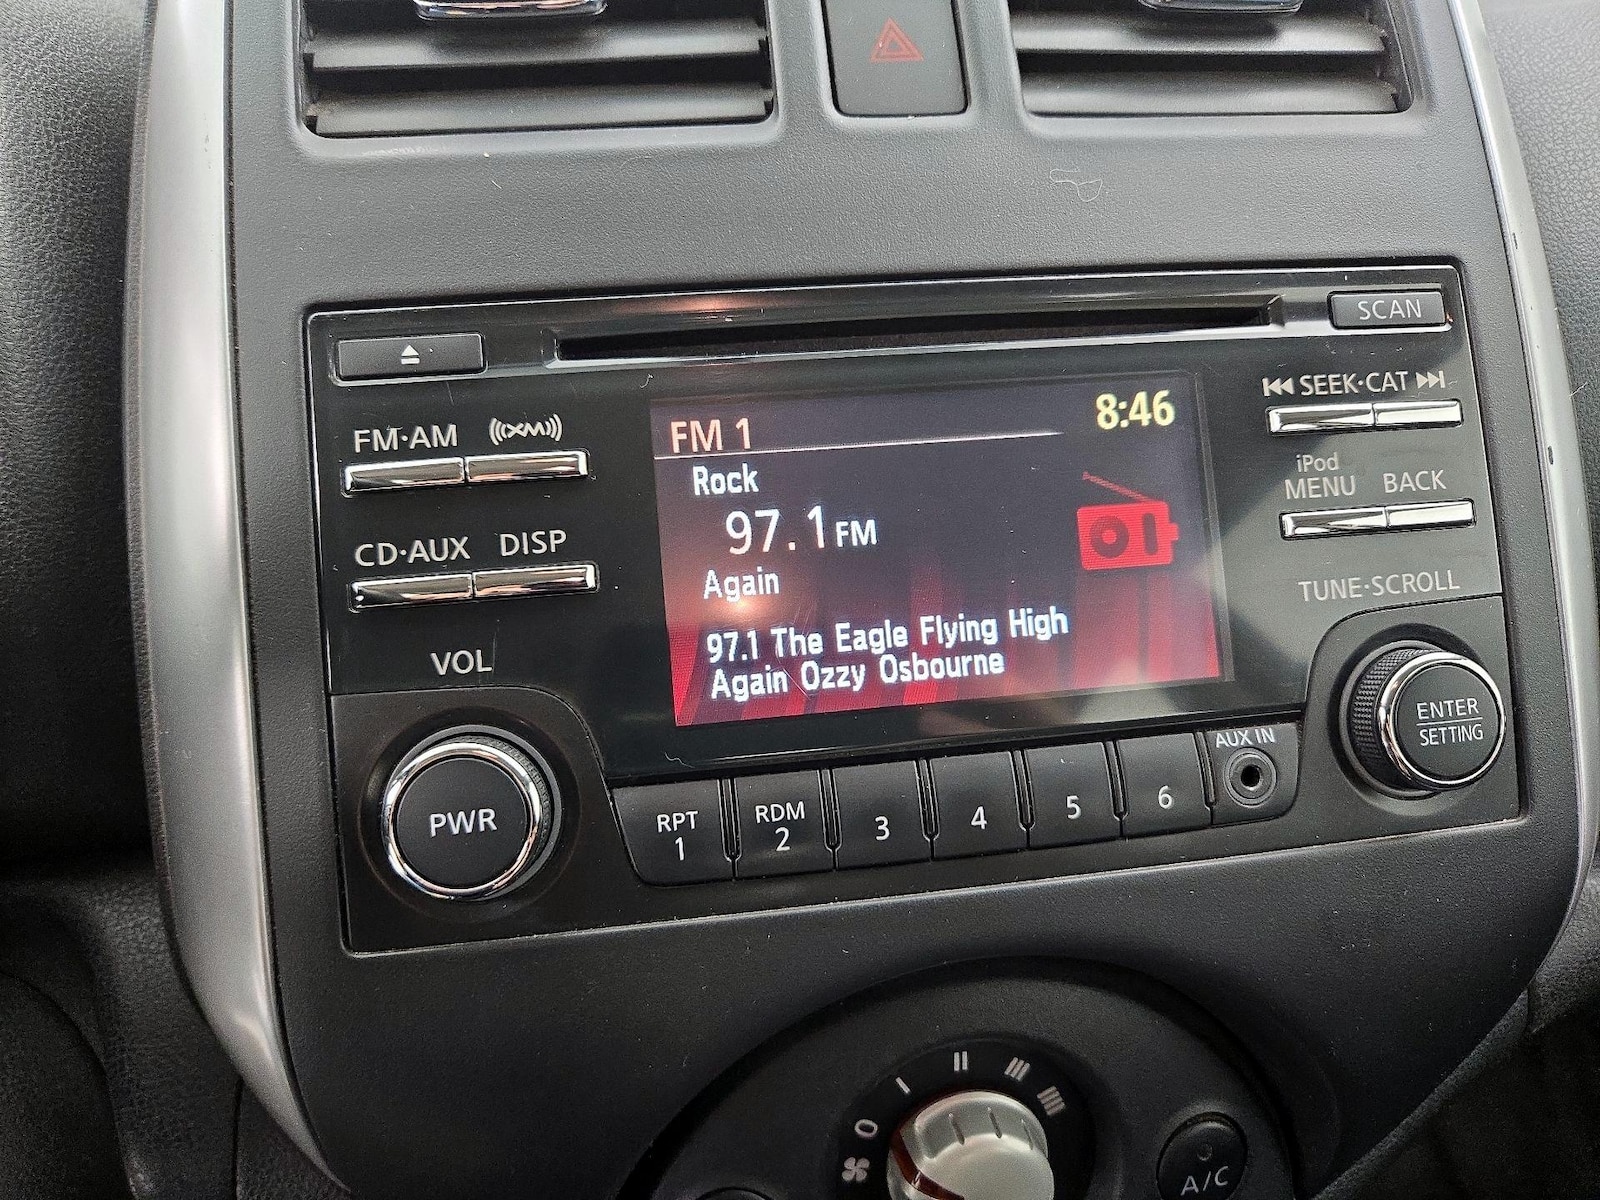 SCAN
SEEK·CAT
FM·AM
((XM))
FM 1
8:46
iPod
MENU
BACK
Rock
97.1 FM
CD·AUX
DISP
Again
TUNE·SCROLL
97.1 The Eagle Flying High
Again Ozzy Osbourne
VOL
ENTER
SETTING
AUX IN
PWR
RPT
1
RDM
2
3
4
5
6
0
A/C